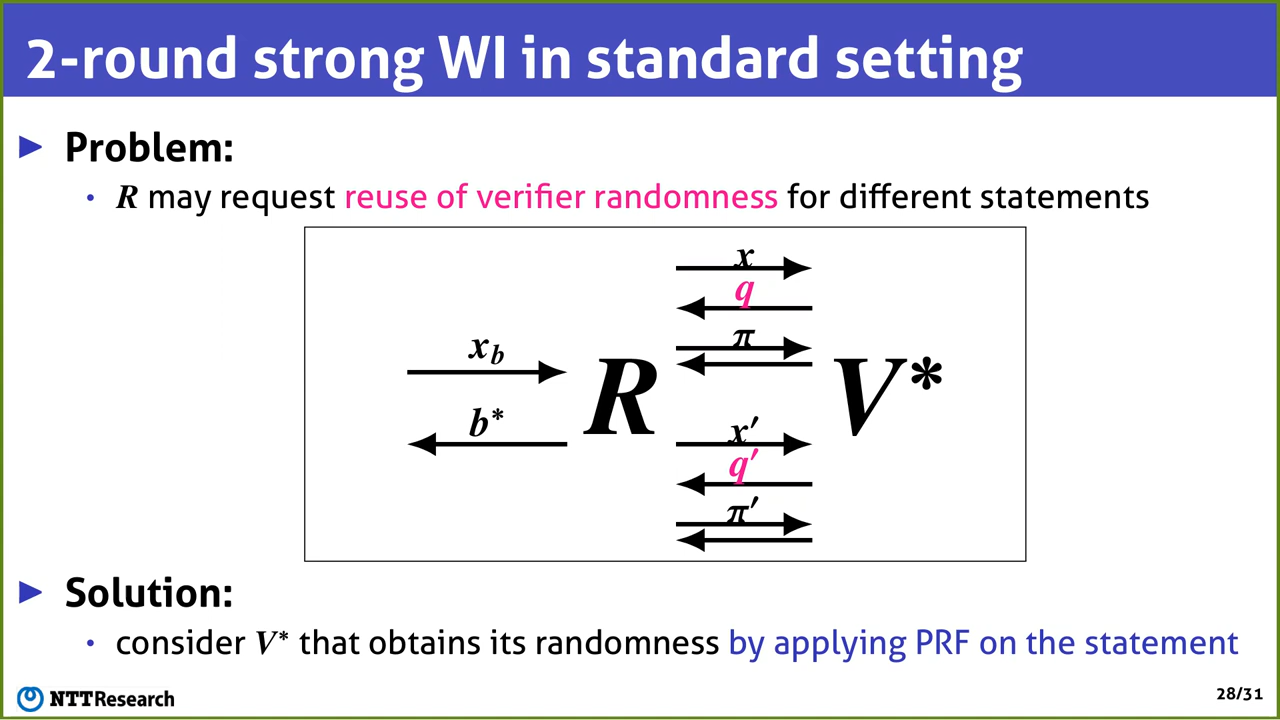 2-round strong WI in standard setting
▶ Problem:
• R may request reuse of verifier randomness for different statements
x
q
π
x_b
R
V*
b*
x′
q′
π′
▶ Solution:
• consider V* that obtains its randomness by applying PRF on the statement
NTTResearch
28/31